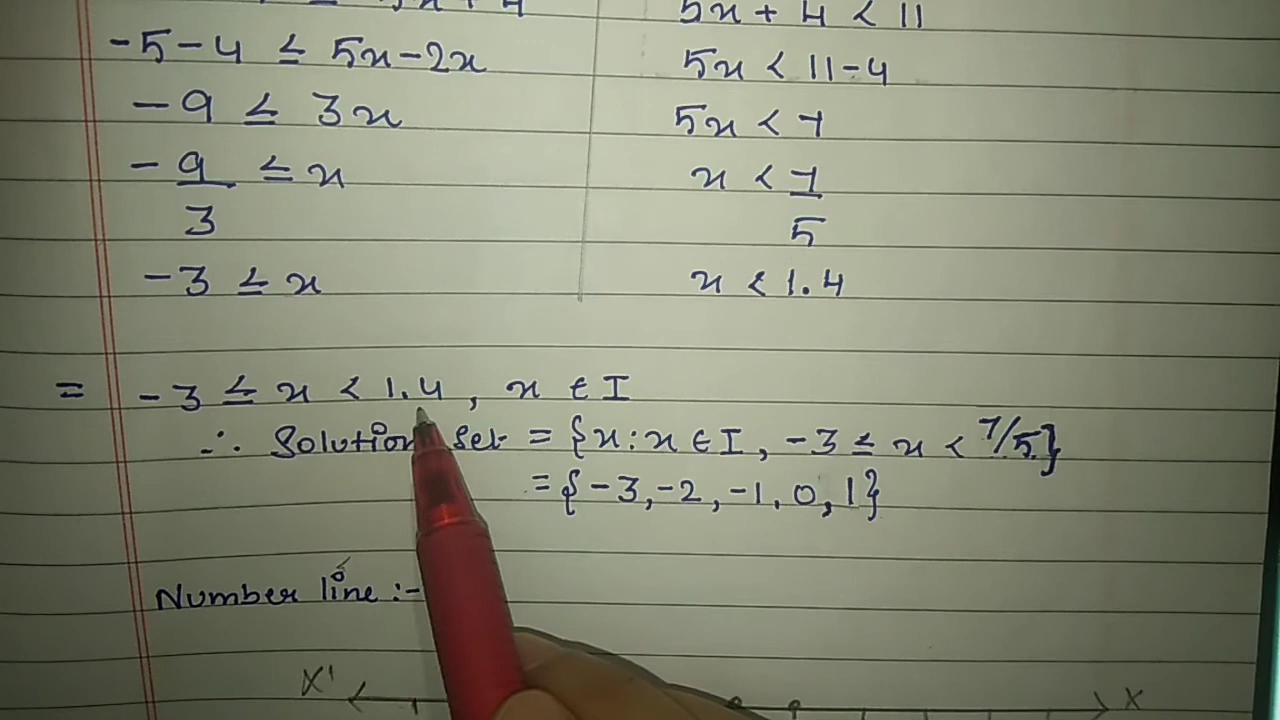 5x + 4 < 11
-5-4 ≤ 5x-2x
5x < 11-4
-9 ≤ 3x
5x < 7
-9/3 ≤ x
x < 7/5
-3 ≤ x
x < 1.4
= -3 ≤ x < 1.4, x ∈ I
∴ Solution set = {x : x ∈ I, -3 ≤ x < 7/5}
= {-3, -2, -1, 0, 1}
Number line :-
X' X